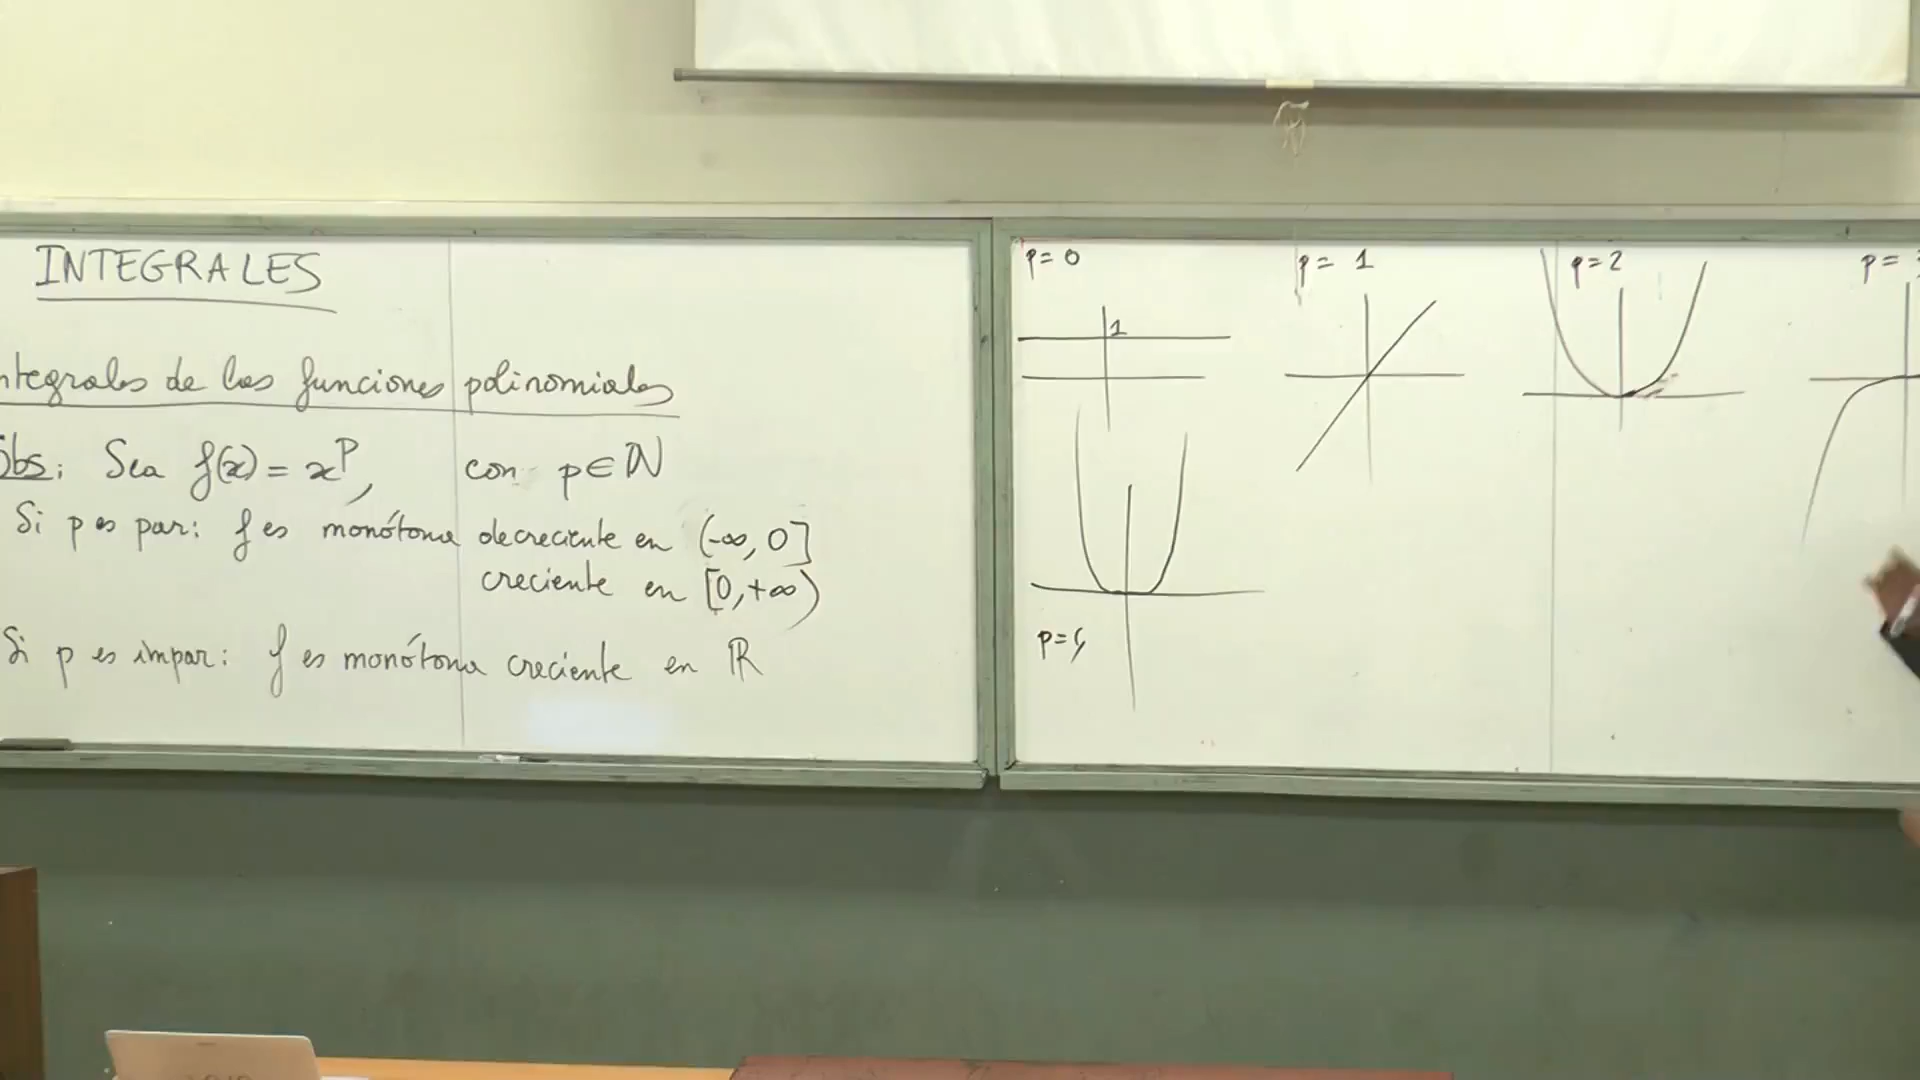 INTEGRALES
ntegrales de las funciones polinomiales
Obs: Sea f(x) = x^p, con p ∈ ℕ
Si p es par: f es monótona decreciente en (-∞, 0]
creciente en [0, +∞)
Si p es impar: f es monótona creciente en ℝ
p = 0
1
p = 1
p = 2
p =
p = 4